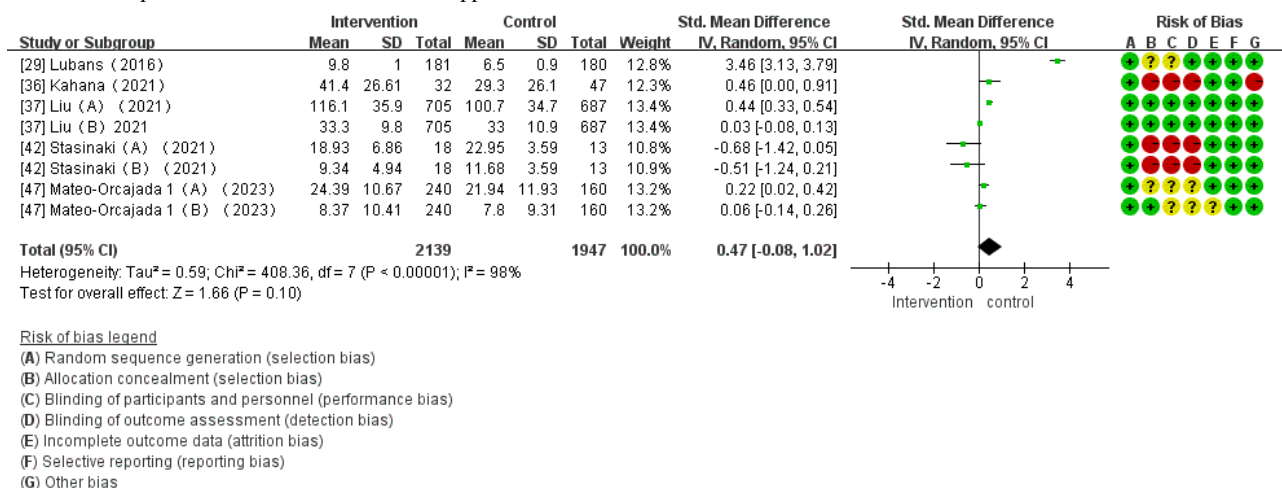 Intervention Control Std. Mean Difference Std. Mean Difference Risk of Bias
Study or Subgroup Mean SD Total Mean SD Total Weight IV, Random, 95% CI IV, Random, 95% CI A B C D E F G
[29] Lubans（2016） 9.8 1 181 6.5 0.9 180 12.8% 3.46 [3.13, 3.79] + ? ? + + + +
[36] Kahana（2021） 41.4 26.61 32 29.3 26.1 47 12.3% 0.46 [0.00, 0.91] + - - - + + -
[37] Liu（A）（2021） 116.1 35.9 705 100.7 34.7 687 13.4% 0.44 [0.33, 0.54] + + + + + + +
[37] Liu（B）2021 33.3 9.8 705 33 10.9 687 13.4% 0.03 [-0.08, 0.13] + + + + + + +
[42] Stasinaki（A）（2021） 18.93 6.86 18 22.95 3.59 13 8.1% -0.68 [-1.42, 0.05] + - - - + + +
[42] Stasinaki（B）（2021） 9.34 4.94 18 11.68 3.59 13 8.1% -0.51 [-1.24, 0.21] + - - - + + +
[47] Mateo-Orcajada 1（A）（2023） 24.39 10.67 240 21.94 11.93 160 13.2% 0.22 [0.02, 0.42] + ? ? ? + + +
[47] Mateo-Orcajada 1（B）（2023） 8.37 10.41 240 7.8 9.31 160 13.2% 0.06 [-0.14, 0.26] + + ? ? ? + +
Total (95% CI) 2139 1947 100.0% 0.47 [-0.08, 1.02]
Heterogeneity: Tau² = 0.59; Chi² = 408.36, df = 7 (P < 0.00001); I² = 98%
Test for overall effect: Z = 1.66 (P = 0.10)
-4 -2 0 2 4
Intervention control
Risk of bias legend
(A) Random sequence generation (selection bias)
(B) Allocation concealment (selection bias)
(C) Blinding of participants and personnel (performance bias)
(D) Blinding of outcome assessment (detection bias)
(E) Incomplete outcome data (attrition bias)
(F) Selective reporting (reporting bias)
(G) Other bias